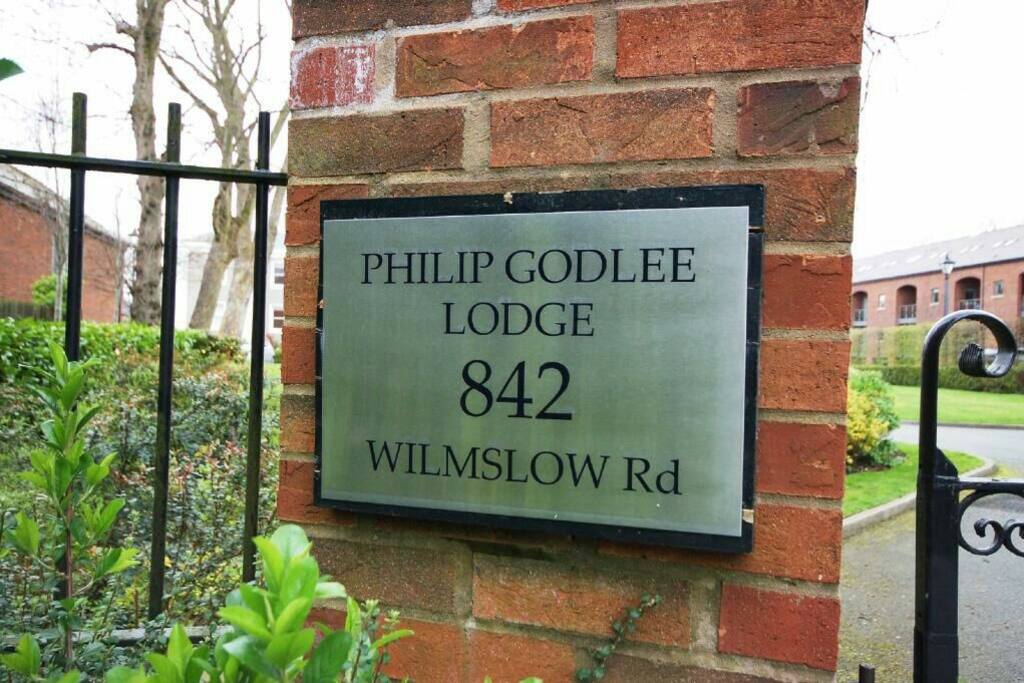 PHILIP GODLEE
LODGE
842
WILMSLOW Rd